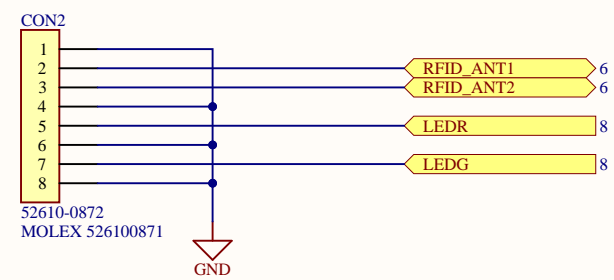 CON2
1
2 RFID_ANT1 6
3 RFID_ANT2 6
4
5 LEDR 8
6
7 LEDG 8
8
52610-0872
MOLEX 526100871
GND